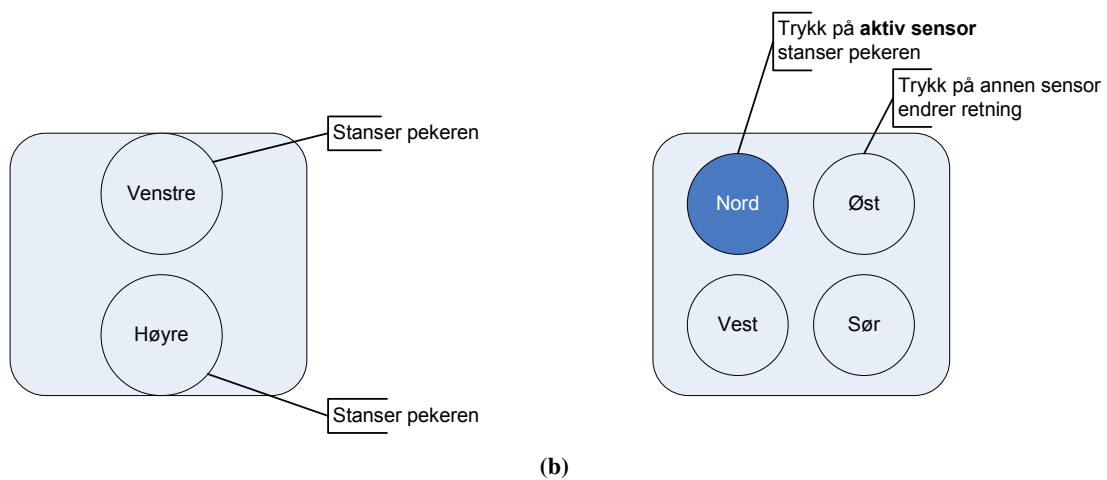 Stanser pekeren
Venstre
Høyre
Stanser pekeren
Trykk på aktiv sensor
stanser pekeren
Trykk på annen sensor
endrer retning
Nord
Øst
Vest
Sør
(b)